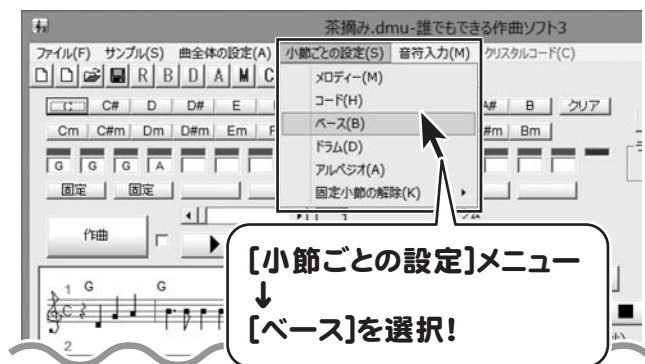 茶摘み.dmu-誰でもできる作曲ソフト3
ファイル(F) サンプル(S) 曲全体の設定(A) 小節ごとの設定(S) 音符入力(M) クリスタルコード(C)
R B D A M C
メロディー(M)
コード(H)
ベース(B)
ドラム(D)
アルペジオ(A)
固定小節の解除(K)
C C# D D# E A# B クリア
Cm C#m Dm D#m Em F #m Bm
G G G A
固定 固定
作曲
1 G G
2
[小節ごとの設定]メニュー
↓
[ベース]を選択!